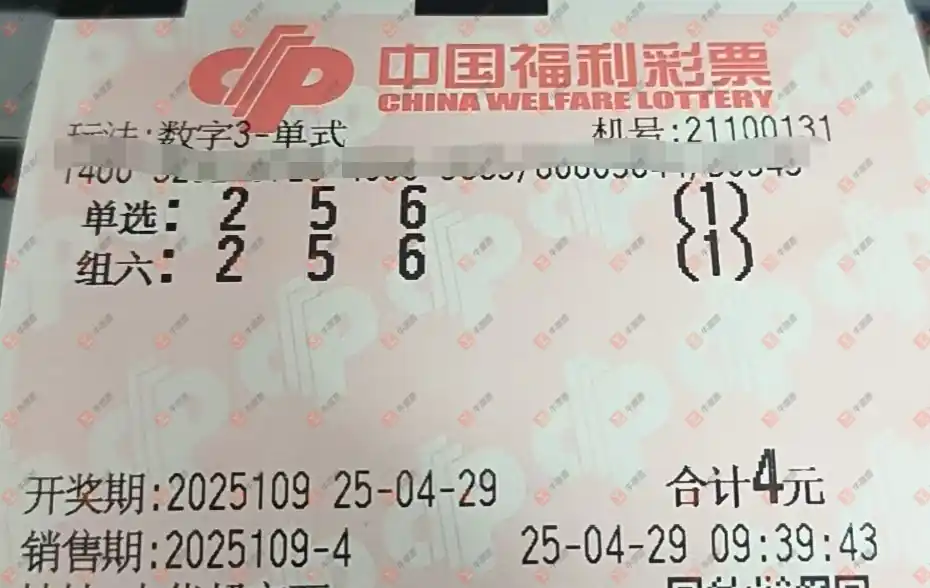 中国福利彩票
CHINA WELFARE LOTTERY
玩法:数字3-单式 机号:21100131
单选: 2 5 6 (1)
组六: 2 5 6 (1)
开奖期:2025109 25-04-29 合计4元
销售期:2025109-4 25-04-29 09:39:43